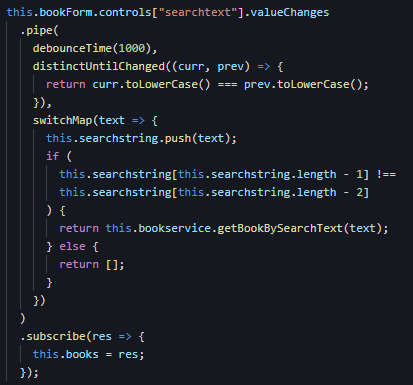 this.bookForm.controls["searchtext"].valueChanges
.pipe(
debounceTime(1000),
distinctUntilChanged((curr, prev) => {
return curr.toLowerCase() === prev.toLowerCase();
}),
switchMap(text => {
this.searchstring.push(text);
if (
this.searchstring[this.searchstring.length - 1] !==
this.searchstring[this.searchstring.length - 2]
) {
return this.bookservice.getBookBySearchText(text);
} else {
return [];
}
})
)
.subscribe(res => {
this.books = res;
});